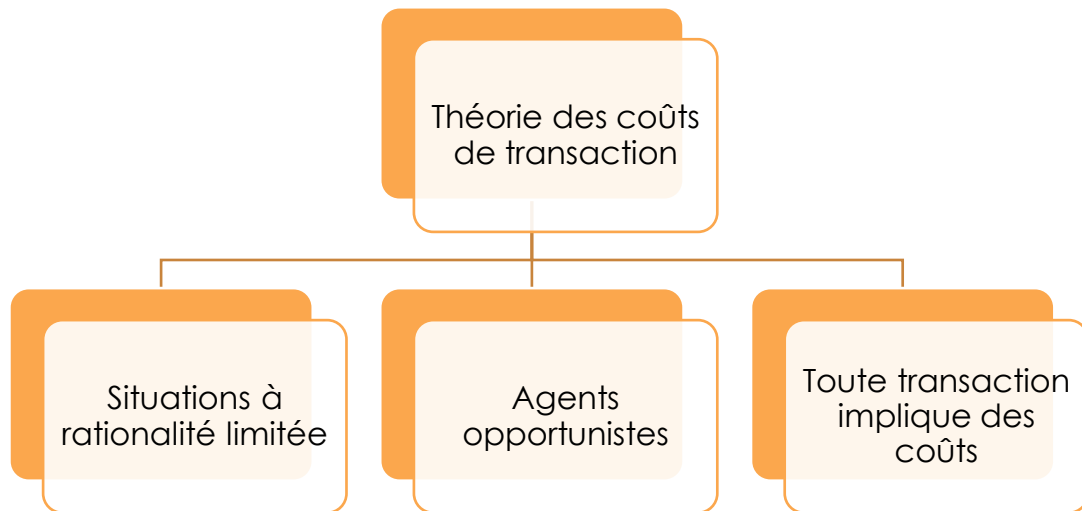 Théorie des coûts
de transaction
Situations à
rationalité limitée
Agents
opportunistes
Toute transaction
implique des
coûts